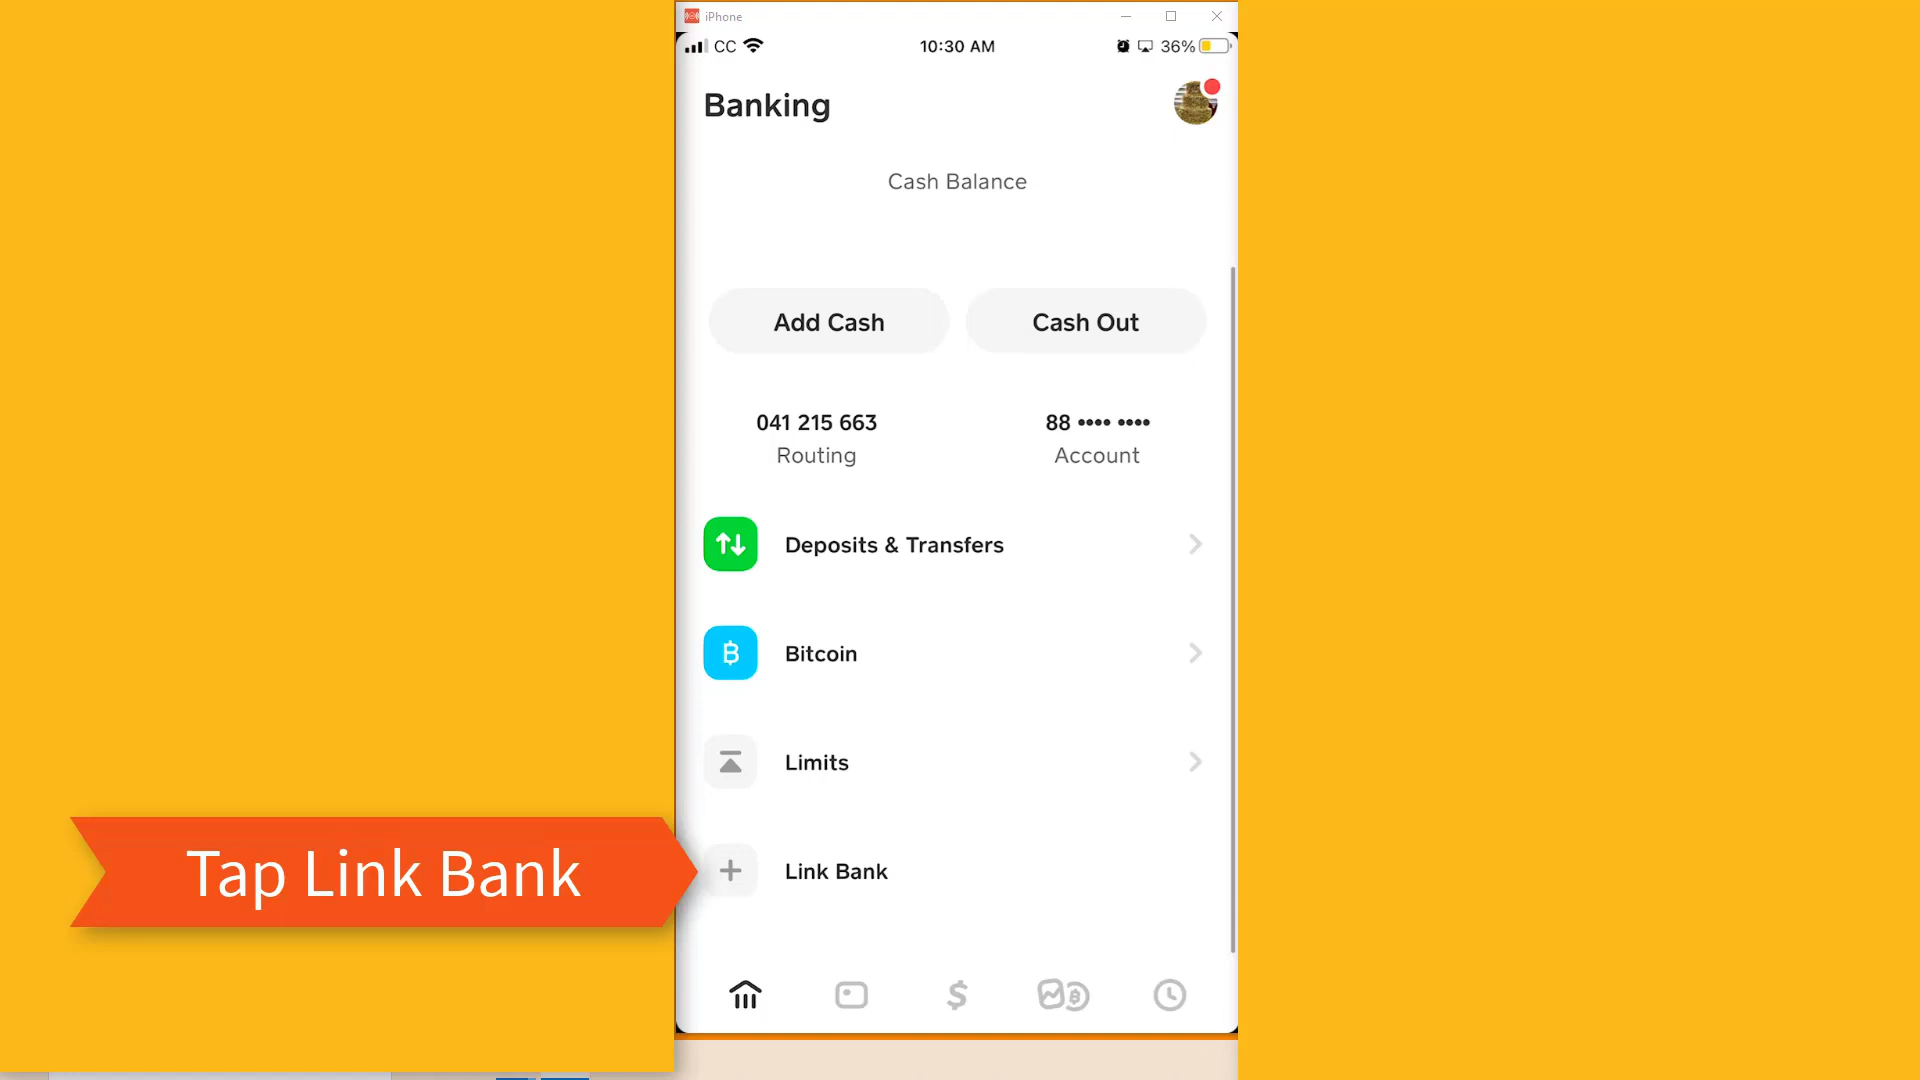 iPhone
CC
10:30 AM
36%
Banking
Cash Balance
Add Cash
Cash Out
041 215 663
88 •••• ••••
Routing
Account
Deposits & Transfers
Bitcoin
Limits
Tap Link Bank
Link Bank